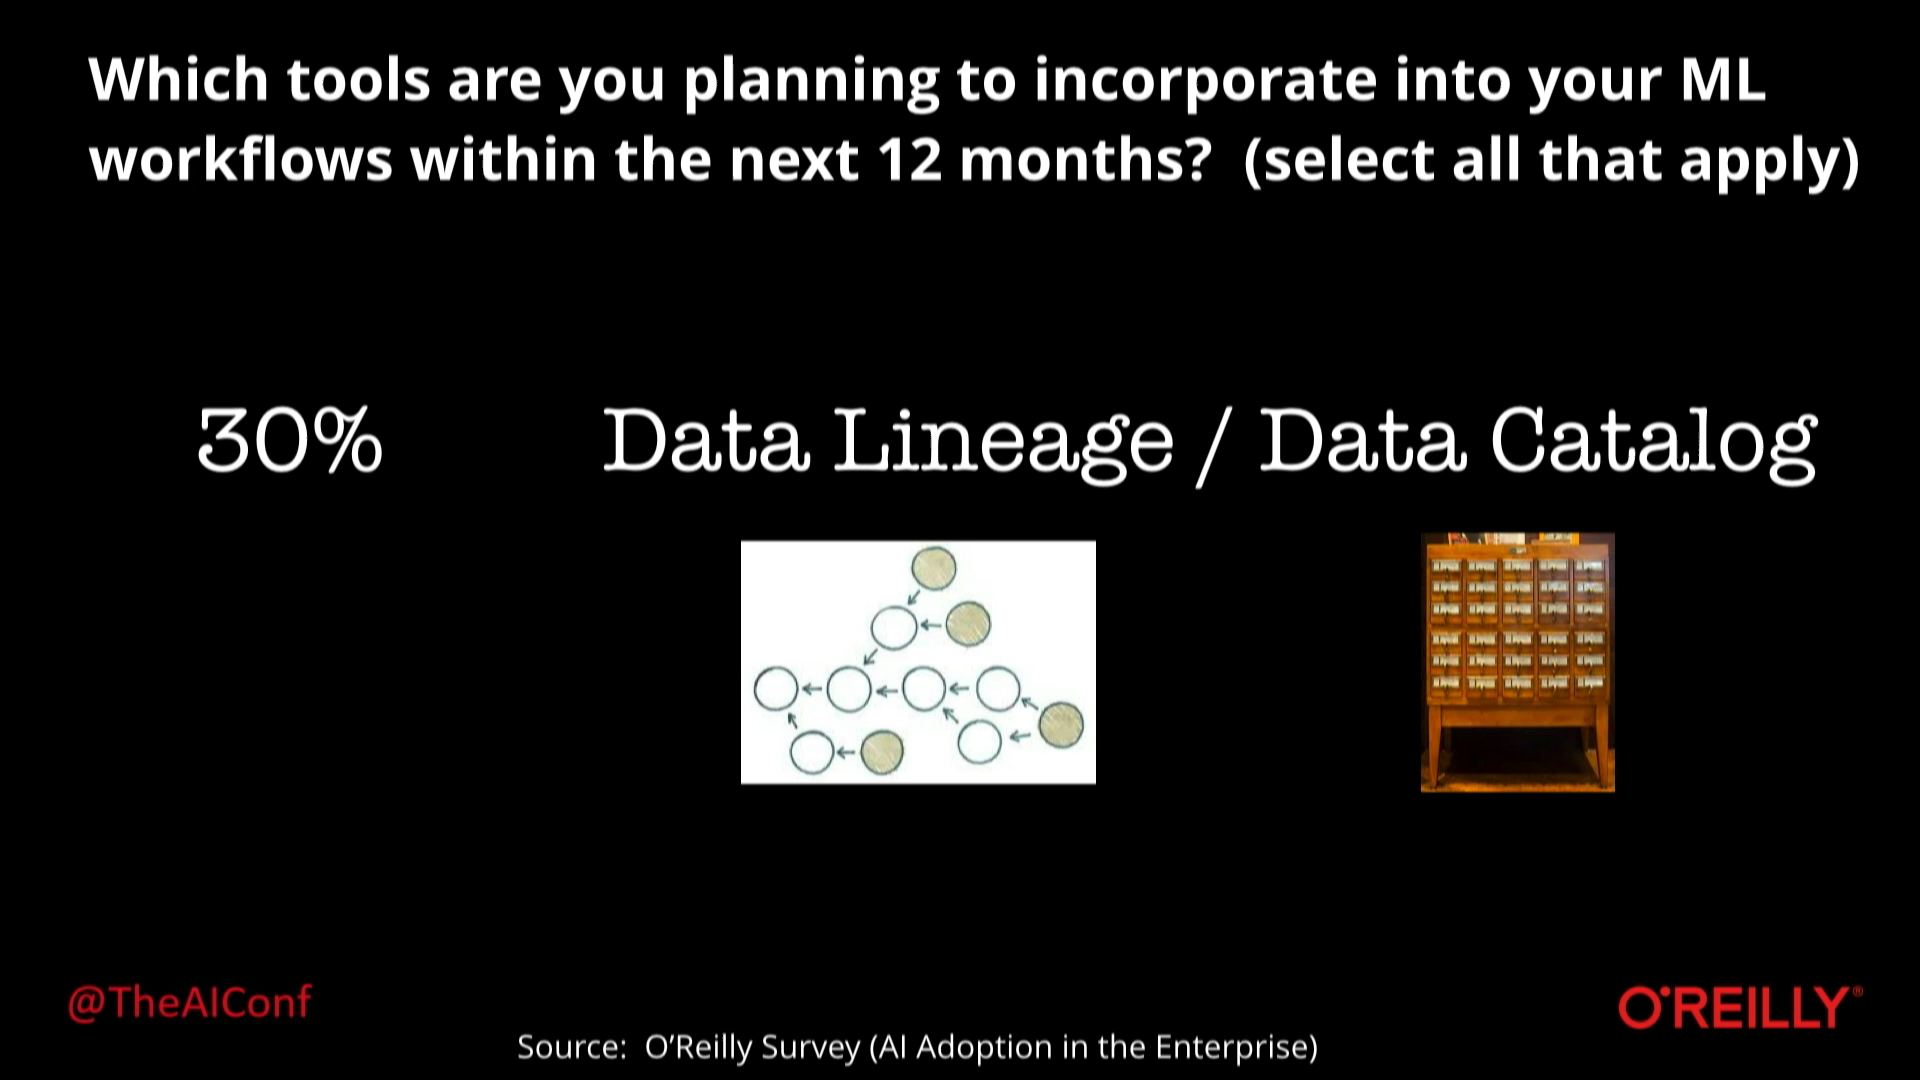 Which tools are you planning to incorporate into your ML
workflows within the next 12 months?  (select all that apply)
30% Data Lineage / Data Catalog
@TheAIConf
O'REILLY®
Source:  O’Reilly Survey (AI Adoption in the Enterprise)